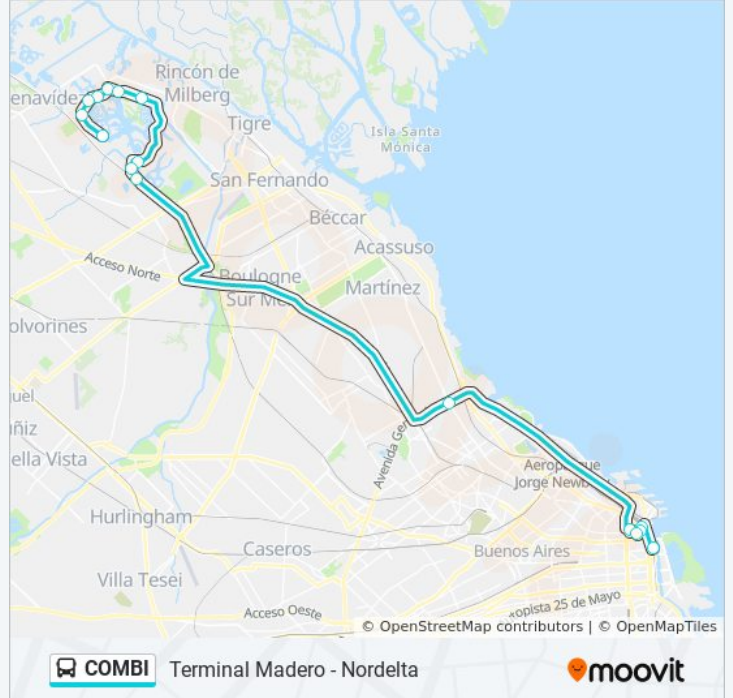 Rincón de
Milberg
enavídez
Tigre
Isla Santa
Mónica
San Fernando
Béccar
Acassuso
Acceso Norte
Boulogne
Sur Me
Martínez
olvorines
uel
ñiz
ella Vista
Avenida Ge
Aeroparque
Jorge Newb
Hurlingham
Caseros
Buenos Aires
Villa Tesei
Acceso Oeste
topista 25 de Mayo
© OpenStreetMap contributors | © OpenMapTiles
COMBI Terminal Madero - Nordelta
moovit